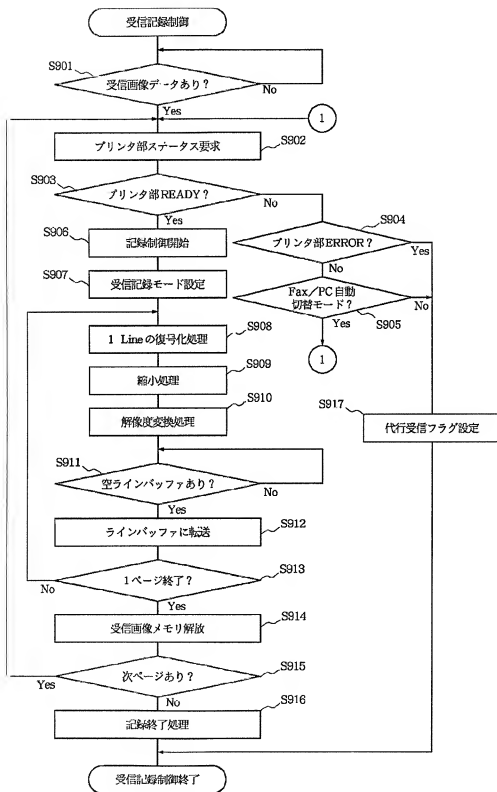 受信記録制御
S901
受信画像データあり?
No
Yes
1
プリンタ部ステータス要求
S902
S903
プリンタ部READY?
No
Yes
S904
S906
記録制御開始
プリンタ部ERROR?
Yes
No
S907
受信記録モード設定
Fax/PC自動
切替モード?
No
Yes
S905
1 Lineの復号化処理
S908
1
縮小処理
S909
解像度変換処理
S910
S917
代行受信フラグ設定
S911
空ラインバッファあり?
No
Yes
ラインバッファに転送
S912
1ページ終了?
S913
No
Yes
受信画像メモリ解放
S914
次ページあり?
S915
Yes
No
記録終了処理
S916
受信記録制御終了